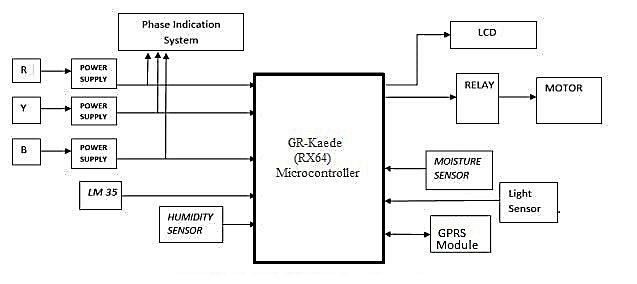 Phase Indication
System
LCD
R
POWER
SUPPLY
RELAY
MOTOR
Y
POWER
SUPPLY
B
POWER
SUPPLY
GR-Kaede
(RX64)
Microcontroller
MOISTURE
SENSOR
LM 35
Light
Sensor
HUMIDITY
SENSOR
GPRS
Module